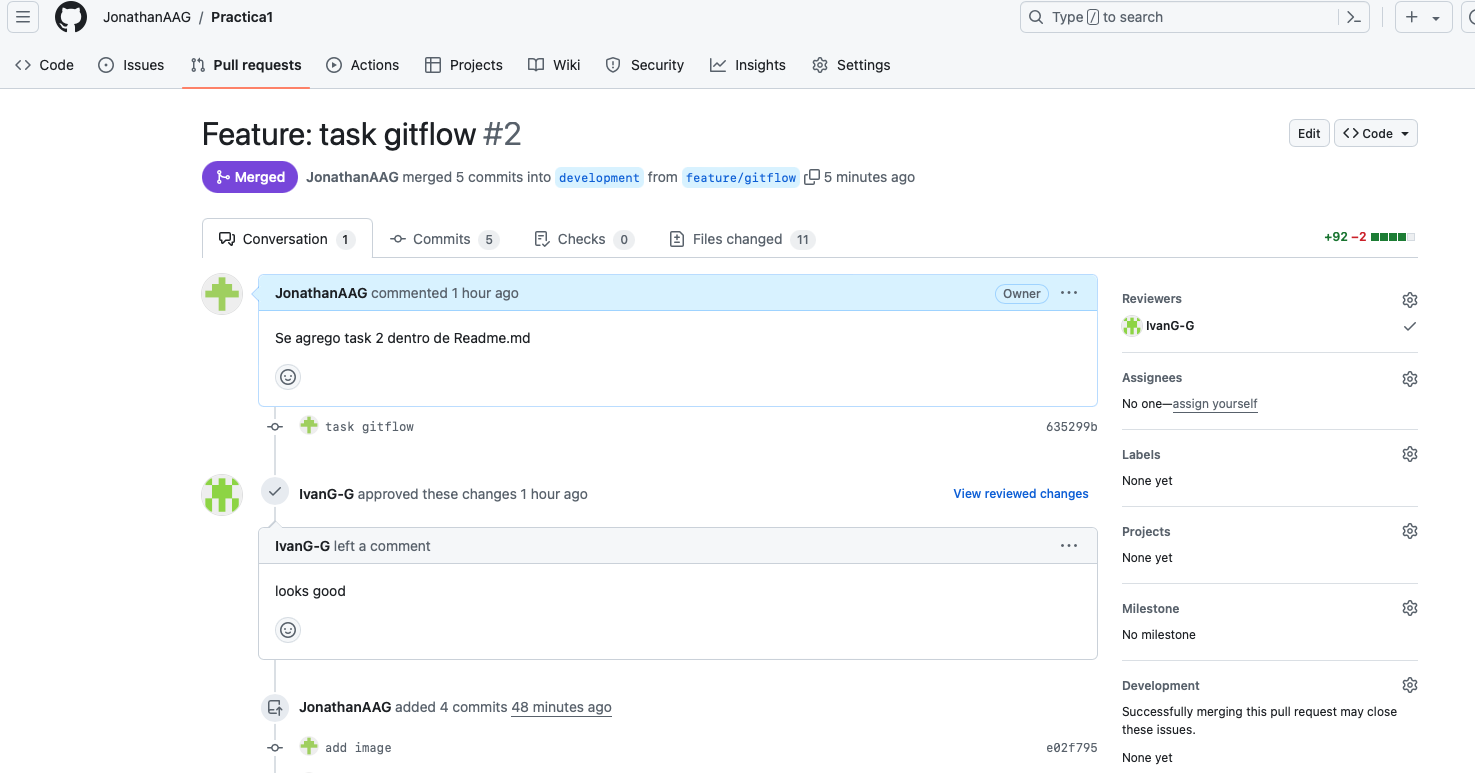 JonathanAAG / Practica1
Type / to search
Code
Issues
Pull requests
Actions
Projects
Wiki
Security
Insights
Settings
Feature: task gitflow #2
Edit
Code
Merged
JonathanAAG merged 5 commits into development from feature/gitflow 5 minutes ago
Conversation 1
Commits 5
Checks 0
Files changed 11
+92 −2
JonathanAAG commented 1 hour ago
Owner
Se agrego task 2 dentro de Readme.md
task gitflow
635299b
IvanG-G approved these changes 1 hour ago
View reviewed changes
IvanG-G left a comment
looks good
JonathanAAG added 4 commits 48 minutes ago
add image
e02f795
Reviewers
IvanG-G
Assignees
No one—assign yourself
Labels
None yet
Projects
None yet
Milestone
No milestone
Development
Successfully merging this pull request may close
these issues.
None yet